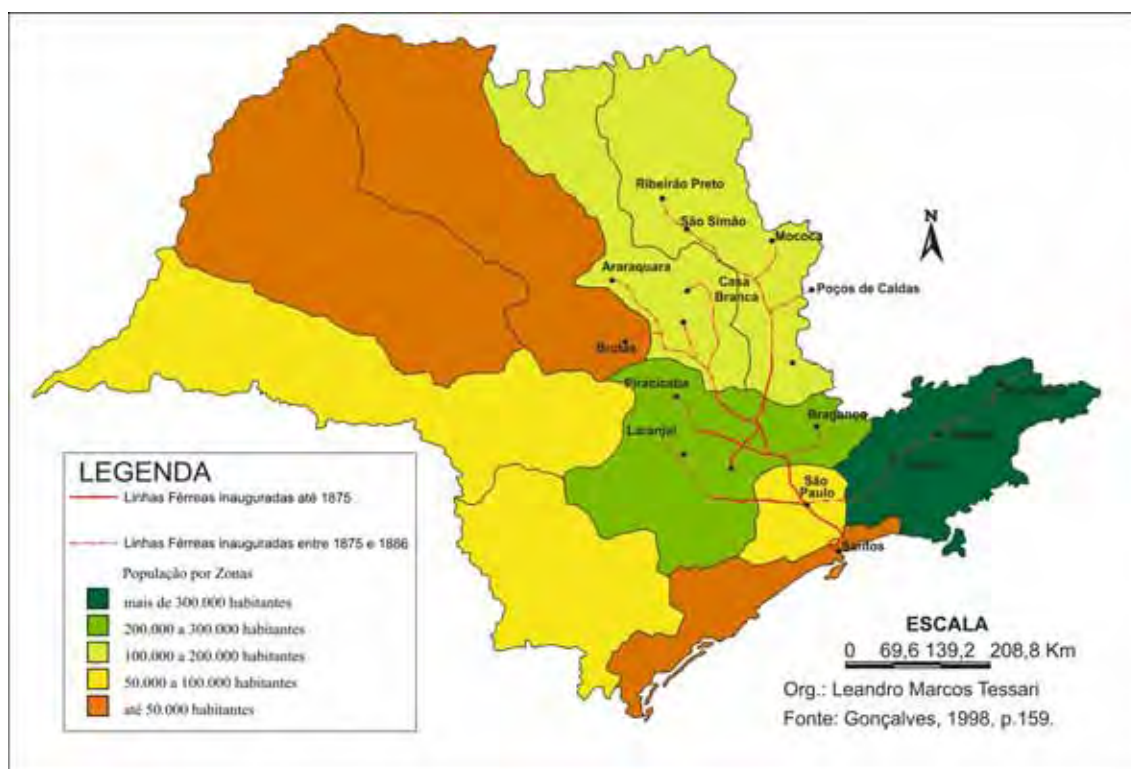 Ribeirão Preto
São Simão
Mococa
N
Araraquara
Casa
Branca
Poços de Caldas
Brotas
Piracicaba
Bragança
Laranjal
São
Paulo
Santos
LEGENDA
Linhas Férreas inauguradas até 1875
Linhas Férreas inauguradas entre 1875 e 1886
População por Zonas
mais de 300.000 habitantes
200.000 a 300.000 habitantes
100.000 a 200.000 habitantes
50.000 a 100.000 habitantes
até 50.000 habitantes
ESCALA
0 69,6 139,2 208,8 Km
Org.: Leandro Marcos Tessari
Fonte: Gonçalves, 1998, p.159.